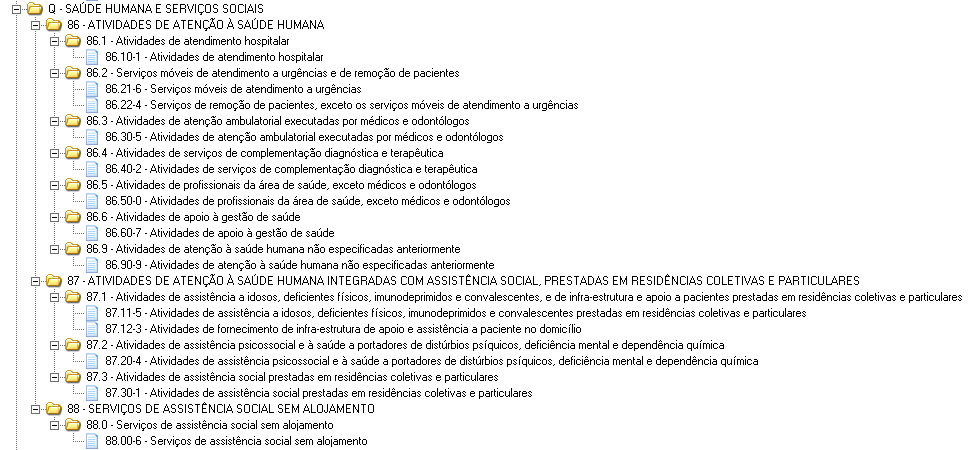 Q - SAÚDE HUMANA E SERVIÇOS SOCIAIS
86 - ATIVIDADES DE ATENÇÃO À SAÚDE HUMANA
86.1 - Atividades de atendimento hospitalar
86.10-1 - Atividades de atendimento hospitalar
86.2 - Serviços móveis de atendimento a urgências e de remoção de pacientes
86.21-6 - Serviços móveis de atendimento a urgências
86.22-4 - Serviços de remoção de pacientes, exceto os serviços móveis de atendimento a urgências
86.3 - Atividades de atenção ambulatorial executadas por médicos e odontólogos
86.30-5 - Atividades de atenção ambulatorial executadas por médicos e odontólogos
86.4 - Atividades de serviços de complementação diagnóstica e terapêutica
86.40-2 - Atividades de serviços de complementação diagnóstica e terapêutica
86.5 - Atividades de profissionais da área de saúde, exceto médicos e odontólogos
86.50-0 - Atividades de profissionais da área de saúde, exceto médicos e odontólogos
86.6 - Atividades de apoio à gestão de saúde
86.60-7 - Atividades de apoio à gestão de saúde
86.9 - Atividades de atenção à saúde humana não especificadas anteriormente
86.90-9 - Atividades de atenção à saúde humana não especificadas anteriormente
87 - ATIVIDADES DE ATENÇÃO À SAÚDE HUMANA INTEGRADAS COM ASSISTÊNCIA SOCIAL, PRESTADAS EM RESIDÊNCIAS COLETIVAS E PARTICULARES
87.1 - Atividades de assistência a idosos, deficientes físicos, imunodeprimidos e convalescentes, e de infra-estrutura e apoio a pacientes prestadas em residências coletivas e particulares
87.11-5 - Atividades de assistência a idosos, deficientes físicos, imunodeprimidos e convalescentes prestadas em residências coletivas e particulares
87.12-3 - Atividades de fornecimento de infra-estrutura de apoio e assistência a paciente no domicílio
87.2 - Atividades de assistência psicossocial e à saúde a portadores de distúrbios psíquicos, deficiência mental e dependência química
87.20-4 - Atividades de assistência psicossocial e à saúde a portadores de distúrbios psíquicos, deficiência mental e dependência química
87.3 - Atividades de assistência social prestadas em residências coletivas e particulares
87.30-1 - Atividades de assistência social prestadas em residências coletivas e particulares
88 - SERVIÇOS DE ASSISTÊNCIA SOCIAL SEM ALOJAMENTO
88.0 - Serviços de assistência social sem alojamento
88.00-6 - Serviços de assistência social sem alojamento